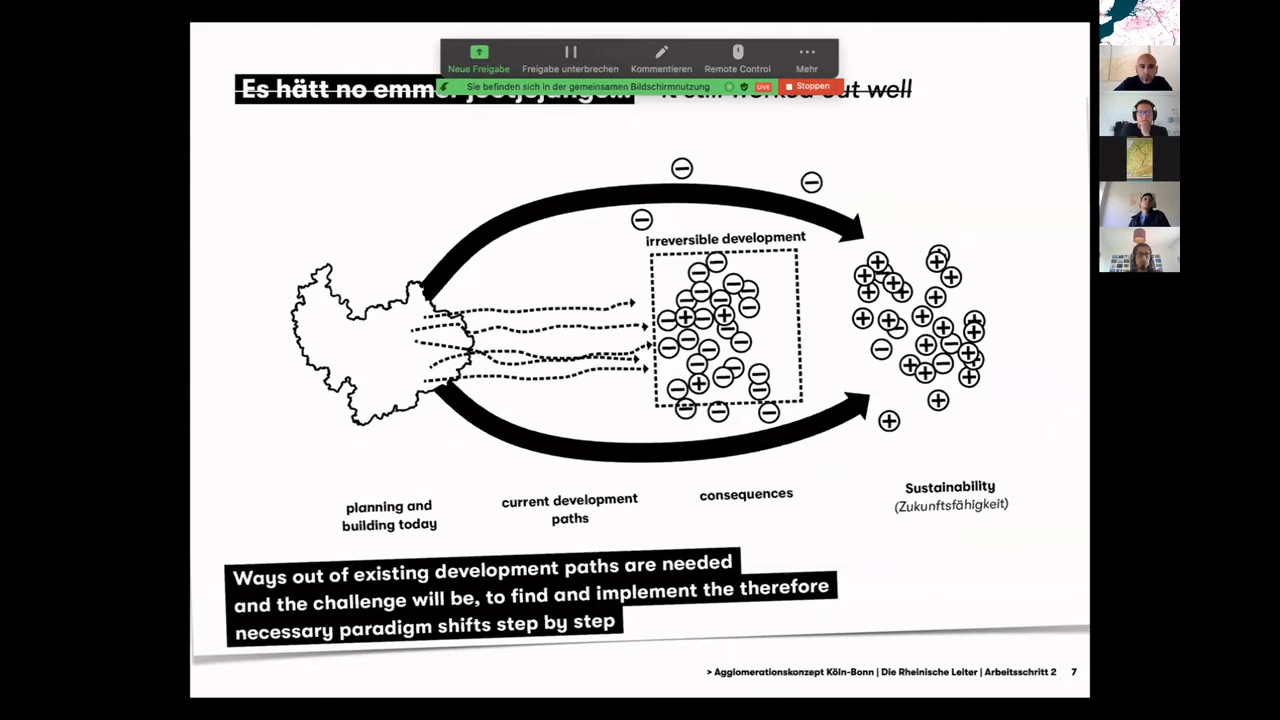 Neue Freigabe
Freigabe unterbrechen
Kommentieren
Remote Control
Mehr
Sie befinden sich in der gemeinsamen Bildschirmnutzung
LIVE
Stoppen
Es hätt no
well
irreversible development
planning and
building today
current development
paths
consequences
Sustainability
(Zukunftsfähigkeit)
Ways out of existing development paths are needed
and the challenge will be, to find and implement the therefore
necessary paradigm shifts step by step
> Agglomerationskonzept Köln-Bonn | Die Rheinische Leiter | Arbeitsschritt 2 7